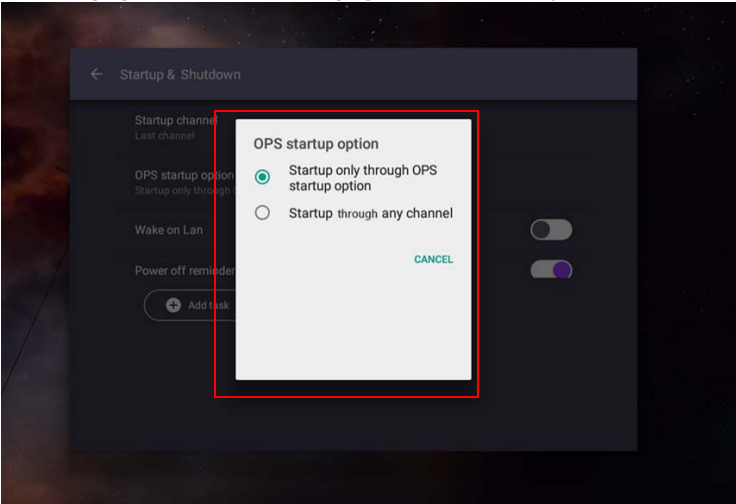 Startup & Shutdown
Startup channel
Last channel
OPS startup option
Startup only through
Wake on Lan
Power off reminder
Add task
OPS startup option
Startup only through OPS
startup option
Startup through any channel
CANCEL